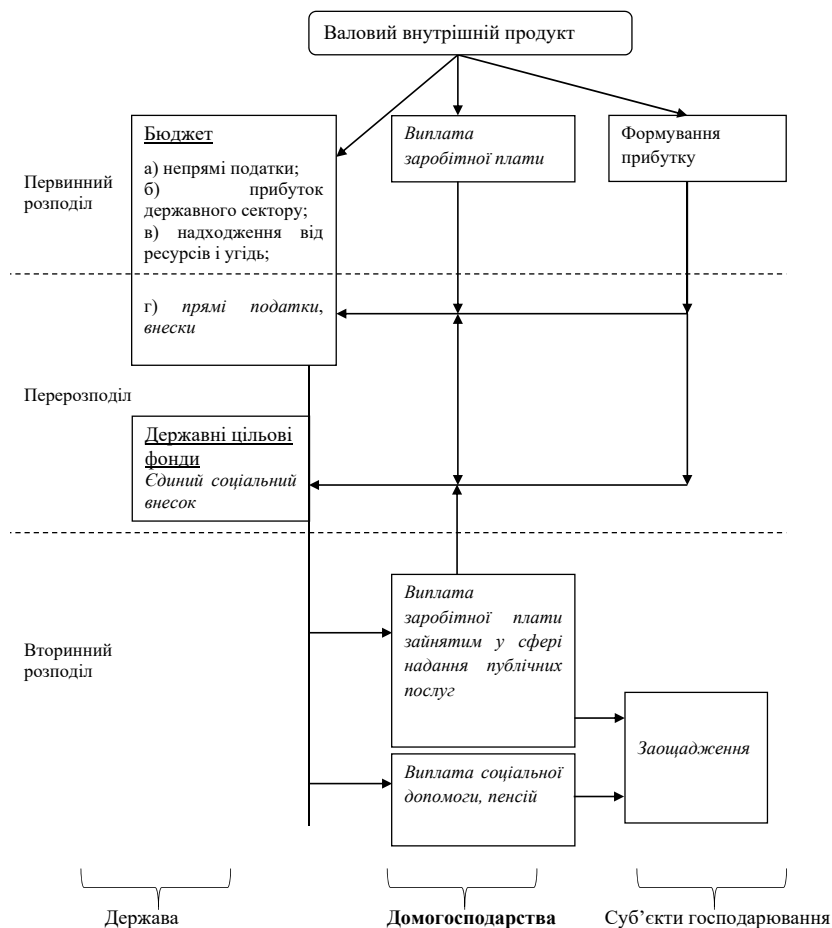 Валовий внутрішній продукт
Бюджет
а) непрямі податки;
б) прибуток
державного сектору;
в) надходження від
ресурсів і угідь;
Виплата
заробітної плати
Формування
прибутку
Первинний
розподіл
г) прямі податки,
внески
Перерозподіл
Державні цільові
фонди
Єдиний соціальний
внесок
Виплата
заробітної плати
зайнятим у сфері
надання публічних
послуг
Вторинний
розподіл
Заощадження
Виплата соціальної
допомоги, пенсій
Держава
Домогосподарства
Суб’єкти господарювання